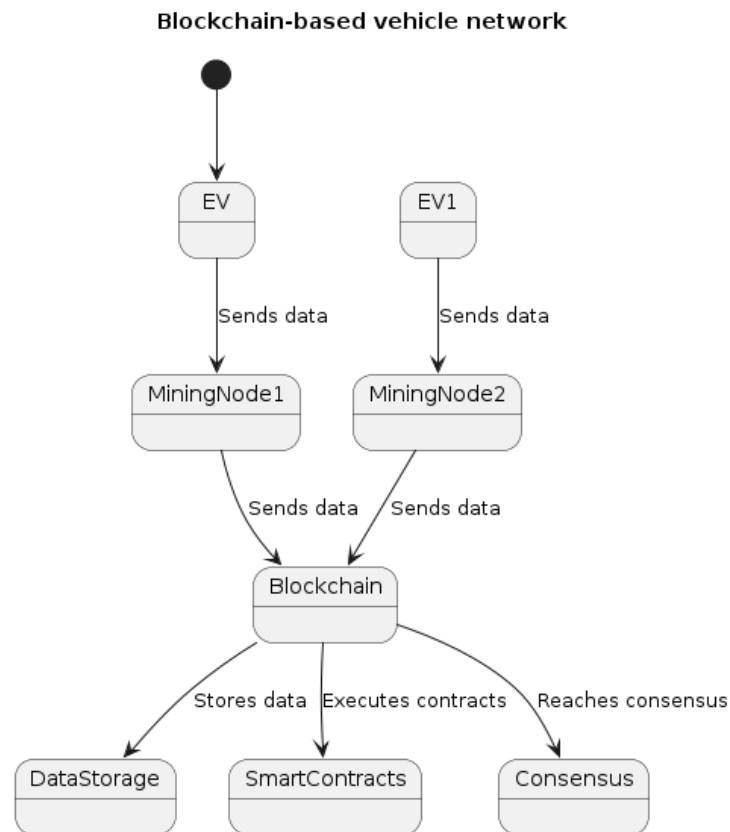 Blockchain-based vehicle network
EV
EV1
Sends data
Sends data
MiningNode1
MiningNode2
Sends data
Sends data
Blockchain
Stores data
Executes contracts
Reaches consensus
DataStorage
SmartContracts
Consensus